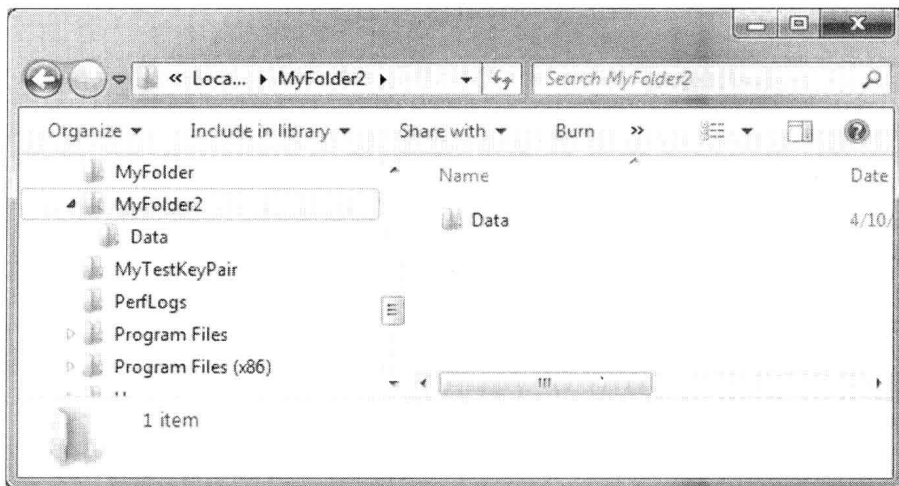 « Loca... ▸ MyFolder2 ▸ Search MyFolder2
Organize Include in library Share with Burn »
MyFolder
MyFolder2
Data
MyTestKeyPair
PerfLogs
Program Files
Program Files (x86)
Name Date
Data 4/10/
1 item